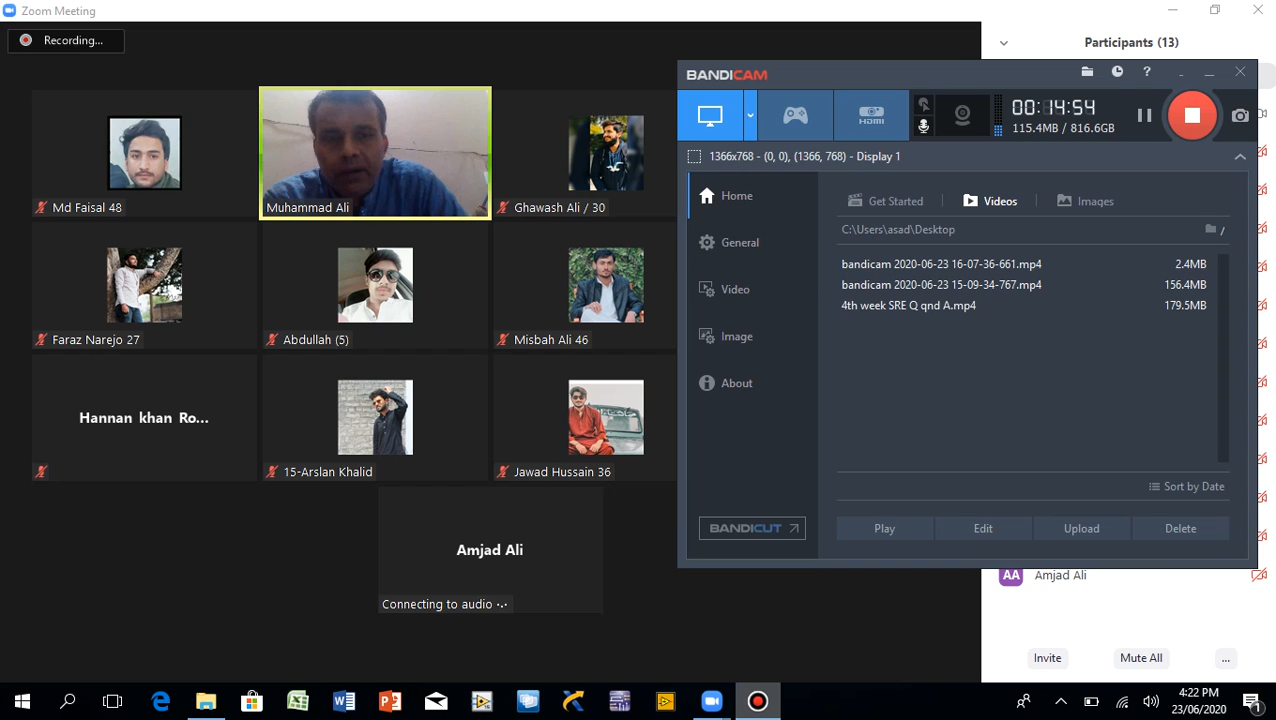 Zoom Meeting
Recording...
Md Faisal 48
Muhammad Ali
Ghawash Ali / 30
Faraz Narejo 27
Abdullah (5)
Misbah Ali 46
Hannan khan Ro...
15-Arslan Khalid
Jawad Hussain 36
Amjad Ali
Connecting to audio
Participants (13)
BANDICAM
?
HDMI
00:14:54
115.4MB / 816.6GB
1366x768 - (0, 0), (1366, 768) - Display 1
Home
General
Video
Image
About
BANDICUT
Get Started
Videos
Images
C:\Users\asad\Desktop
/
bandicam 2020-06-23 16-07-36-661.mp4 2.4MB
bandicam 2020-06-23 15-09-34-767.mp4 156.4MB
4th week SRE Q qnd A.mp4 179.5MB
Sort by Date
Play Edit Upload Delete
AA Amjad Ali
Invite Mute All ...
4:22 PM
23/06/2020
1